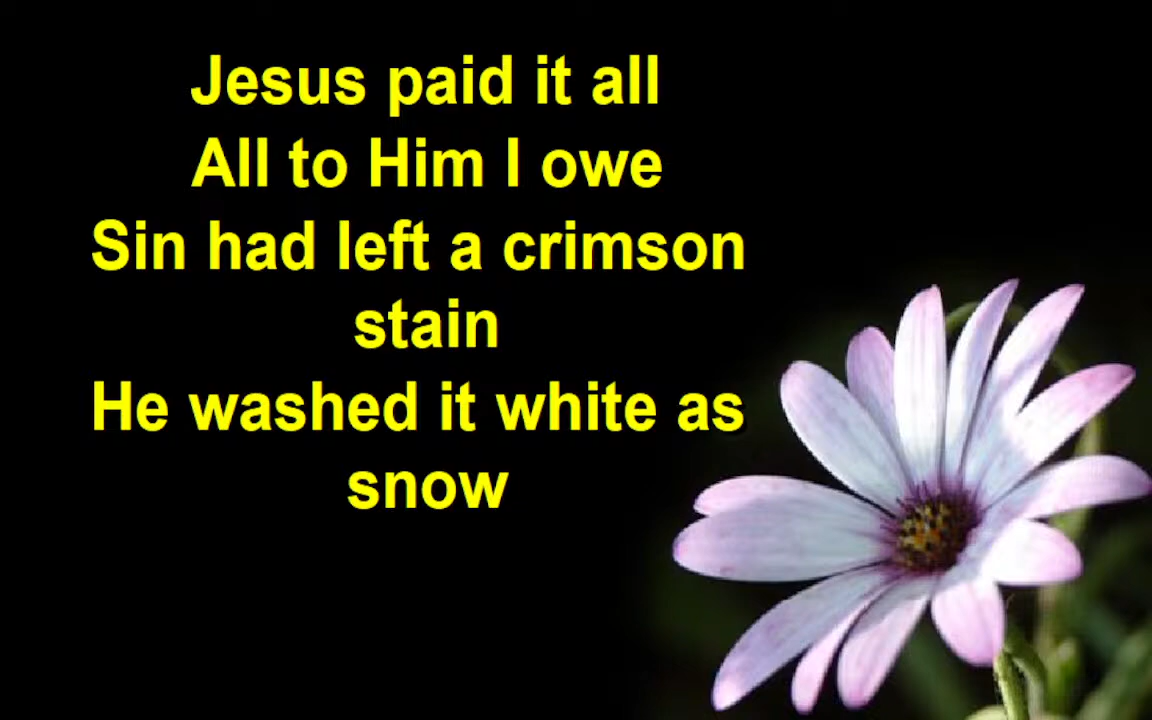 Jesus paid it all
All to Him I owe
Sin had left a crimson
stain
He washed it white as
snow